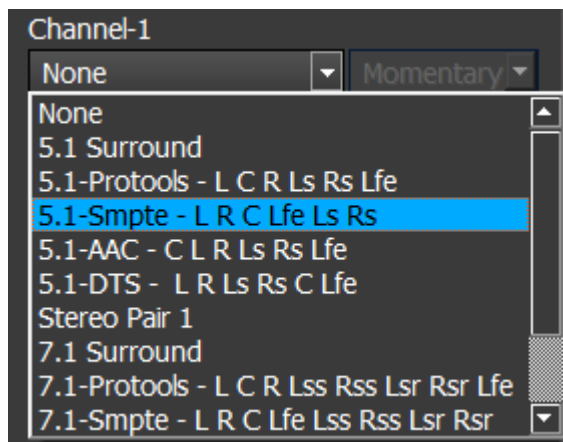 Channel-1
None Momentary
None
5.1 Surround
5.1-Protools - L C R Ls Rs Lfe
5.1-Smpte - L R C Lfe Ls Rs
5.1-AAC - C L R Ls Rs Lfe
5.1-DTS - L R Ls Rs C Lfe
Stereo Pair 1
7.1 Surround
7.1-Protools - L C R Lss Rss Lsr Rsr Lfe
7.1-Smpte - L R C Lfe Lss Rss Lsr Rsr